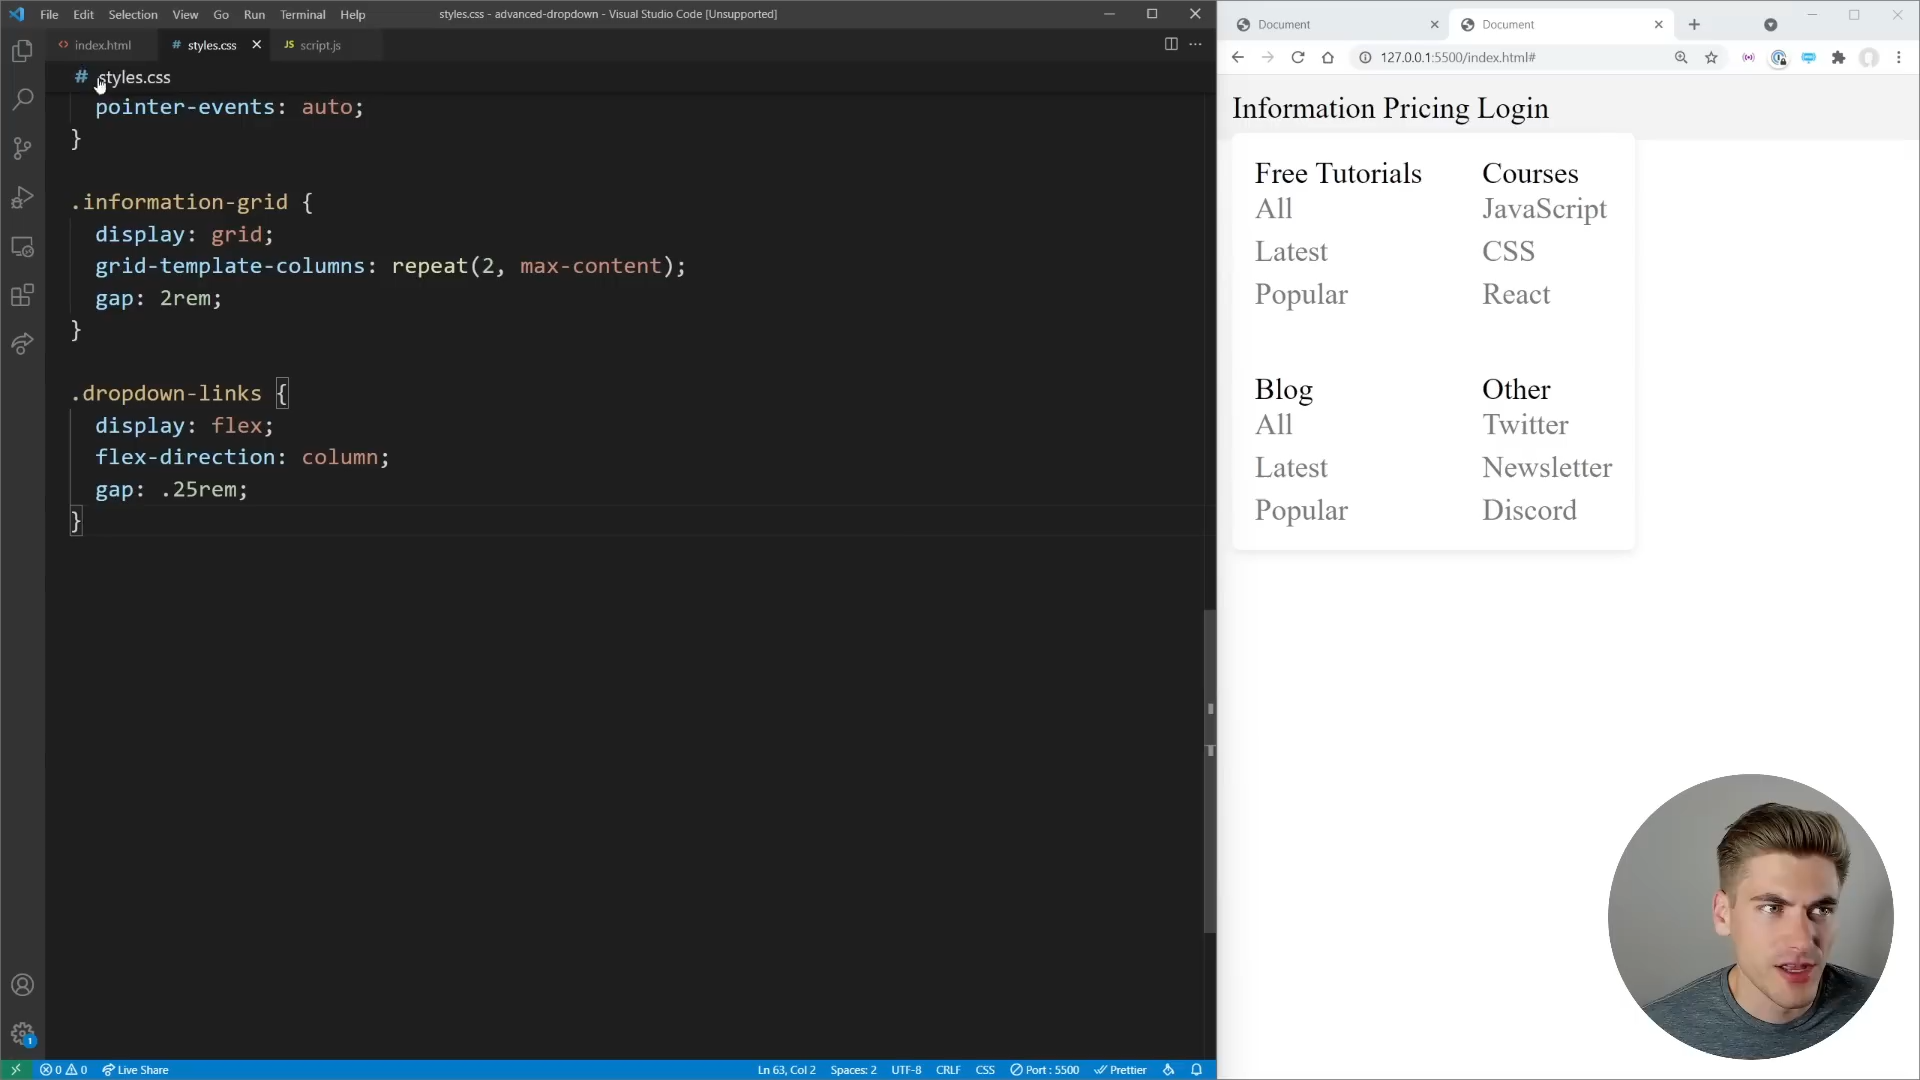 File Edit Selection View Go Run Terminal Help
styles.css - advanced-dropdown - Visual Studio Code [Unsupported]
<> index.html
# styles.css
JS script.js
# styles.css
pointer-events: auto;
}
.information-grid {
display: grid;
grid-template-columns: repeat(2, max-content);
gap: 2rem;
}
.dropdown-links {
display: flex;
flex-direction: column;
gap: .25rem;
}
1
0 0
Live Share
Ln 63, Col 2
Spaces: 2
UTF-8
CRLF
CSS
Port : 5500
Prettier
Document
Document
127.0.0.1:5500/index.html#
Information Pricing Login
Free Tutorials
All
Latest
Popular
Courses
JavaScript
CSS
React
Blog
All
Latest
Popular
Other
Twitter
Newsletter
Discord